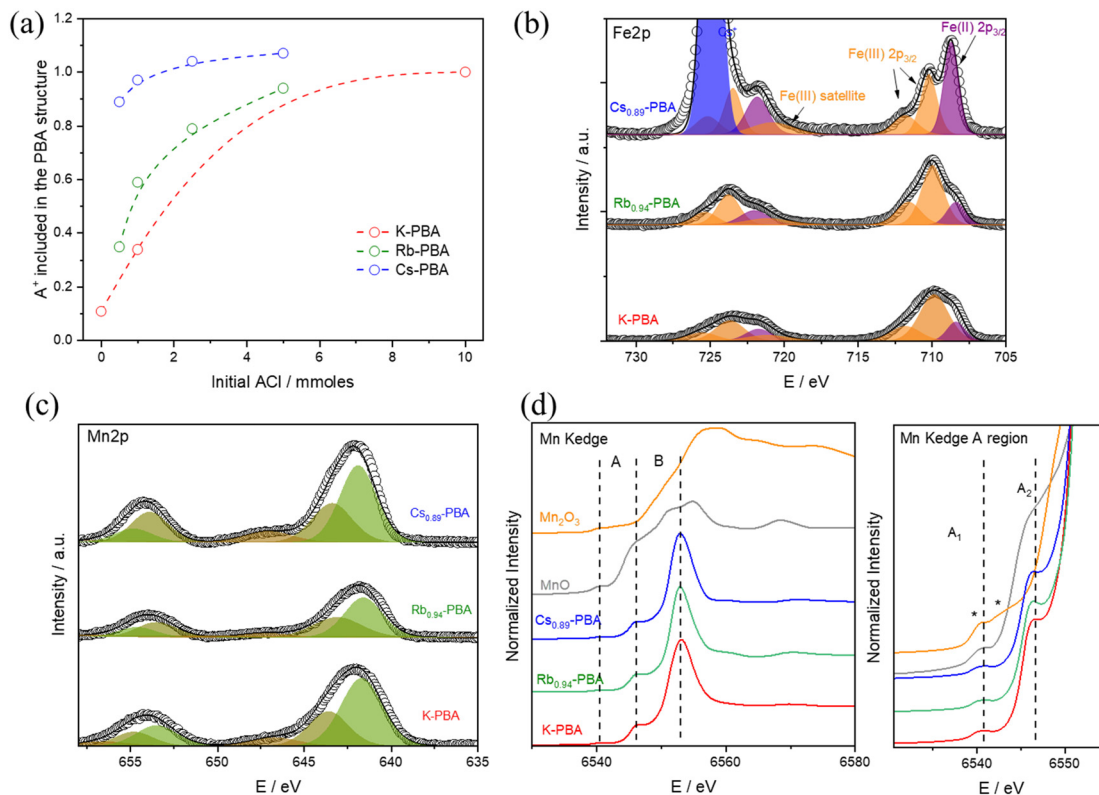 (a)
1.2
1.0
0.8
0.6
0.4
0.2
0.0
A⁺ included in the PBA structure
K-PBA
Rb-PBA
Cs-PBA
0 2 4 6 8 10
Initial ACl / mmoles
(b)
Fe2p
Cs⁺
Fe(II) 2p₃/₂
Fe(III) 2p₃/₂
Fe(III) satellite
Cs₀.₈₉-PBA
Rb₀.₉₄-PBA
K-PBA
Intensity / a.u.
730 725 720 715 710 705
E / eV
(c)
Mn2p
Cs₀.₈₉-PBA
Rb₀.₉₄-PBA
K-PBA
Intensity / a.u.
655 650 645 640 635
E / eV
(d)
Mn Kedge
A B
Mn₂O₃
MnO
Cs₀.₈₉-PBA
Rb₀.₉₄-PBA
K-PBA
Normalized Intensity
6540 6560 6580
E / eV
Mn Kedge A region
A₂
A₁
* *
Normalized Intensity
6540 6550
E / eV